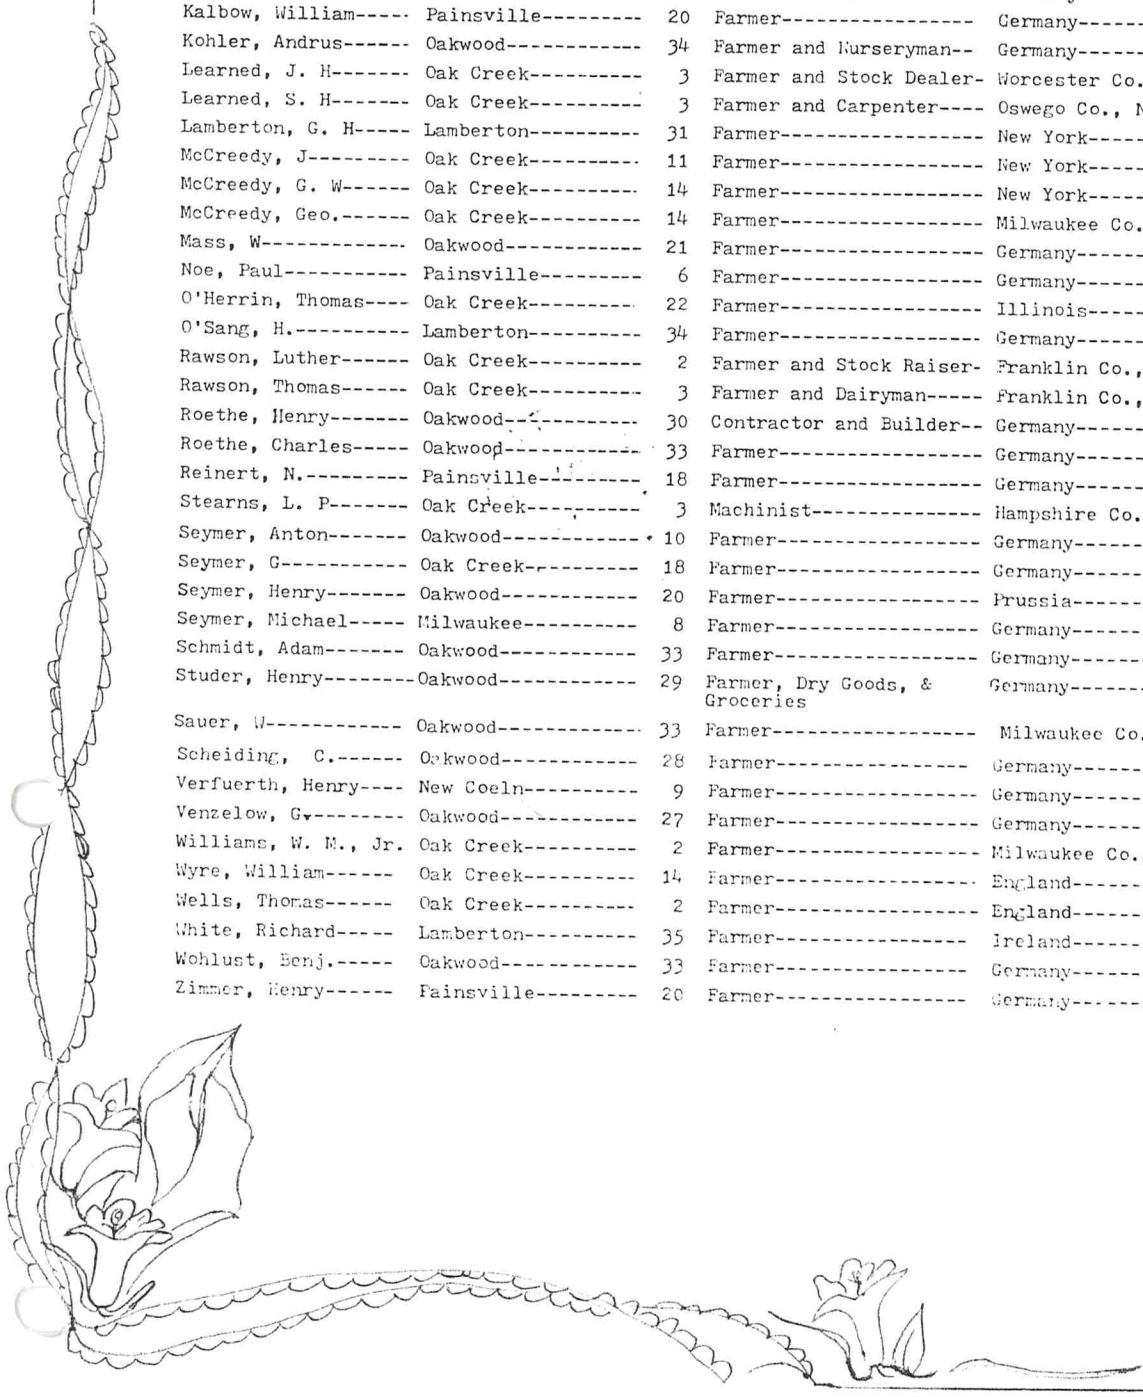 Kalbow, William----- Painsville--------- 20 Farmer---------------- Germany------
Kohler, Andrus------ Oakwood------------ 34 Farmer and Nurseryman-- Germany------
Learned, J. H------- Oak Creek---------- 3 Farmer and Stock Dealer- Worcester Co.
Learned, S. H------- Oak Creek---------- 3 Farmer and Carpenter---- Oswego Co., N
Lamberton, G. H----- Lamberton---------- 31 Farmer----------------- New York-----
McCreedy, J--------- Oak Creek---------- 11 Farmer----------------- New York-----
McCreedy, G. W------ Oak Creek---------- 14 Farmer----------------- New York-----
McCreedy, Geo.------ Oak Creek---------- 14 Farmer----------------- Milwaukee Co.
Mass, W------------- Oakwood------------ 21 Farmer----------------- Germany------
Noe, Paul----------- Painsville--------- 6 Farmer----------------- Germany------
O'Herrin, Thomas---- Oak Creek---------- 22 Farmer----------------- Illinois-----
O'Sang, H.---------- Lamberton---------- 34 Farmer----------------- Germany------
Rawson, Luther------ Oak Creek---------- 2 Farmer and Stock Raiser- Franklin Co.,
Rawson, Thomas------ Oak Creek---------- 3 Farmer and Dairyman----- Franklin Co.,
Roethe, Henry------- Oakwood------------ 30 Contractor and Builder-- Germany------
Roethe, Charles----- Oakwood------------ 33 Farmer----------------- Germany------
Reinert, N.--------- Painsville--------- 18 Farmer----------------- Germany------
Stearns, L. P------- Oak Creek---------- 3 Machinist-------------- Hampshire Co.
Seymer, Anton------- Oakwood------------ 10 Farmer----------------- Germany------
Seymer, G----------- Oak Creek---------- 18 Farmer----------------- Germany------
Seymer, Henry------- Oakwood------------ 20 Farmer----------------- Prussia------
Seymer, Michael----- Milwaukee---------- 8 Farmer----------------- Germany------
Schmidt, Adam------- Oakwood------------ 33 Farmer----------------- Germany------
Studer, Henry--------Oakwood------------ 29 Farmer, Dry Goods, & Germany------
Groceries
Sauer, W------------ Oakwood------------ 33 Farmer----------------- Milwaukee Co.
Scheiding, C.------ Oakwood------------ 28 Farmer---------------- Germany------
Verfuerth, Henry---- New Coeln---------- 9 Farmer---------------- Germany------
Venzelow, G.-------- Oakwood------------ 27 Farmer---------------- Germany------
Williams, W. M., Jr. Oak Creek---------- 2 Farmer----------------- Milwaukee Co.
Wyre, William------ Oak Creek---------- 14 Farmer----------------- England------
Wells, Thomas------ Oak Creek---------- 2 Farmer----------------- England------
White, Richard----- Lamberton---------- 35 Farmer---------------- Ireland------
Wohlust, Benj.----- Oakwood------------ 33 Farmer---------------- Germany------
Zimmer, Henry------ Painsville--------- 20 Farmer---------------- Germany------